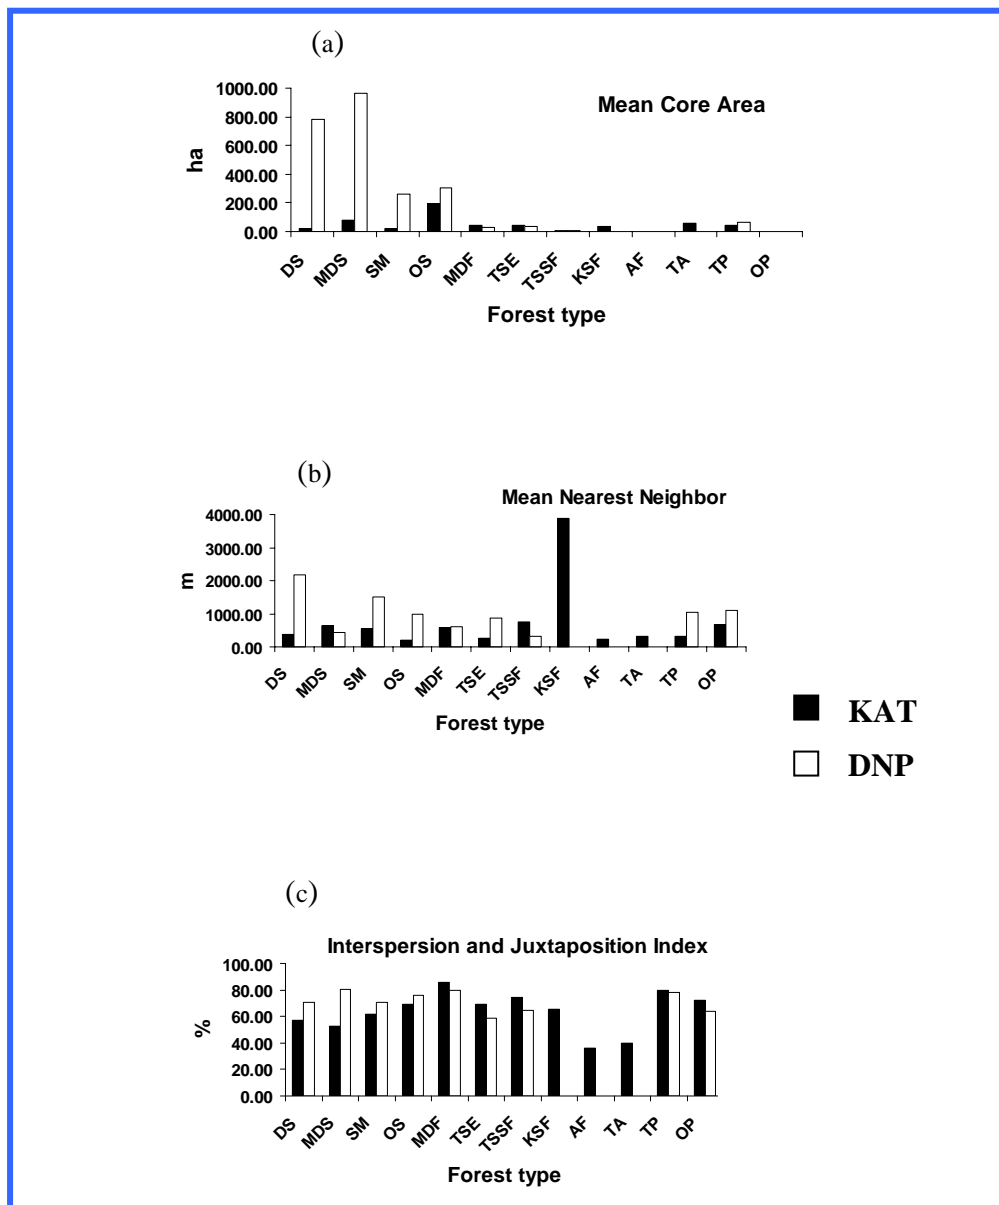 (a)
Mean Core Area
1000.00
800.00
600.00
400.00
200.00
0.00
ha
DS MDS SM OS MDF TSE TSSF KSF AF TA TP OP
Forest type
(b)
Mean Nearest Neighbor
4000.00
3000.00
2000.00
1000.00
0.00
m
DS MDS SM OS MDF TSE TSSF KSF AF TA TP OP
Forest type
KAT
DNP
(c)
Interspersion and Juxtaposition Index
100.00
80.00
60.00
40.00
20.00
0.00
%
DS MDS SM OS MDF TSE TSSF KSF AF TA TP OP
Forest type